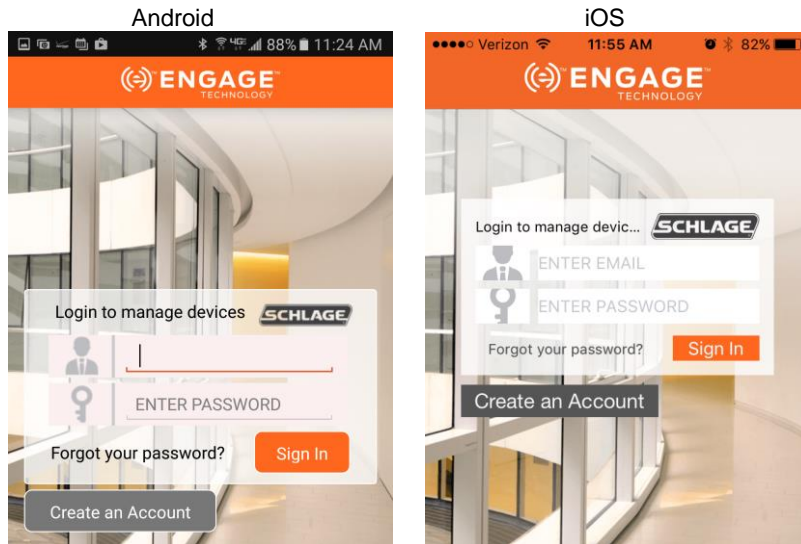 Android
88% 11:24 AM
ENGAGE™
TECHNOLOGY
Login to manage devices SCHLAGE
ENTER PASSWORD
Forgot your password? Sign In
Create an Account
iOS
Verizon 11:55 AM 82%
ENGAGE™
TECHNOLOGY
Login to manage devic... SCHLAGE
ENTER EMAIL
ENTER PASSWORD
Forgot your password? Sign In
Create an Account